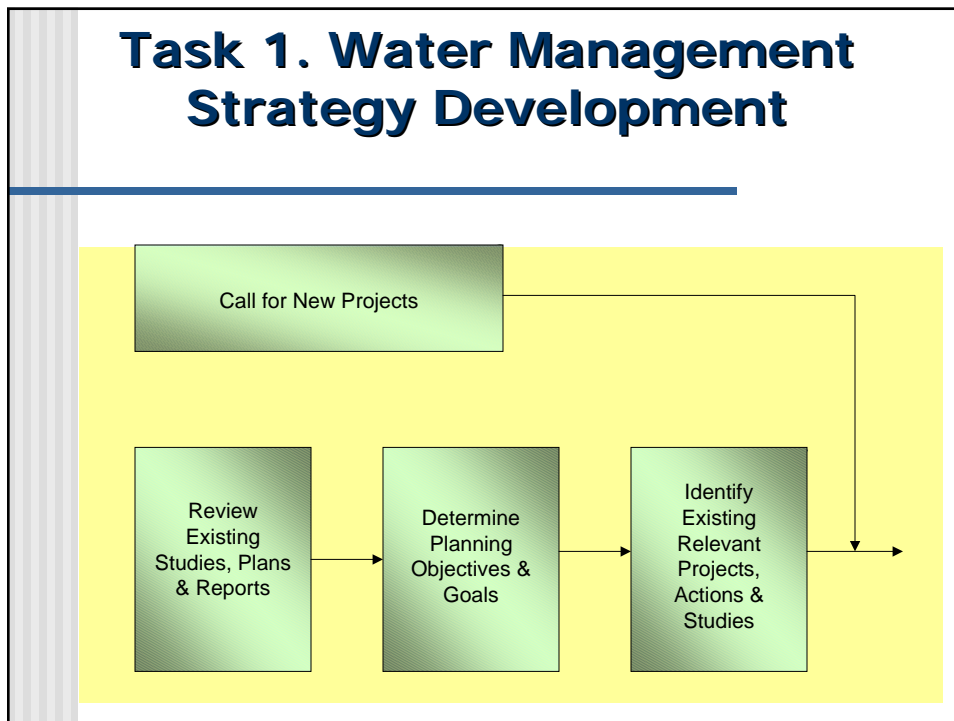 Task 1. Water Management
Strategy Development
Call for New Projects
Review
Existing
Studies, Plans
& Reports
Determine
Planning
Objectives &
Goals
Identify
Existing
Relevant
Projects,
Actions &
Studies